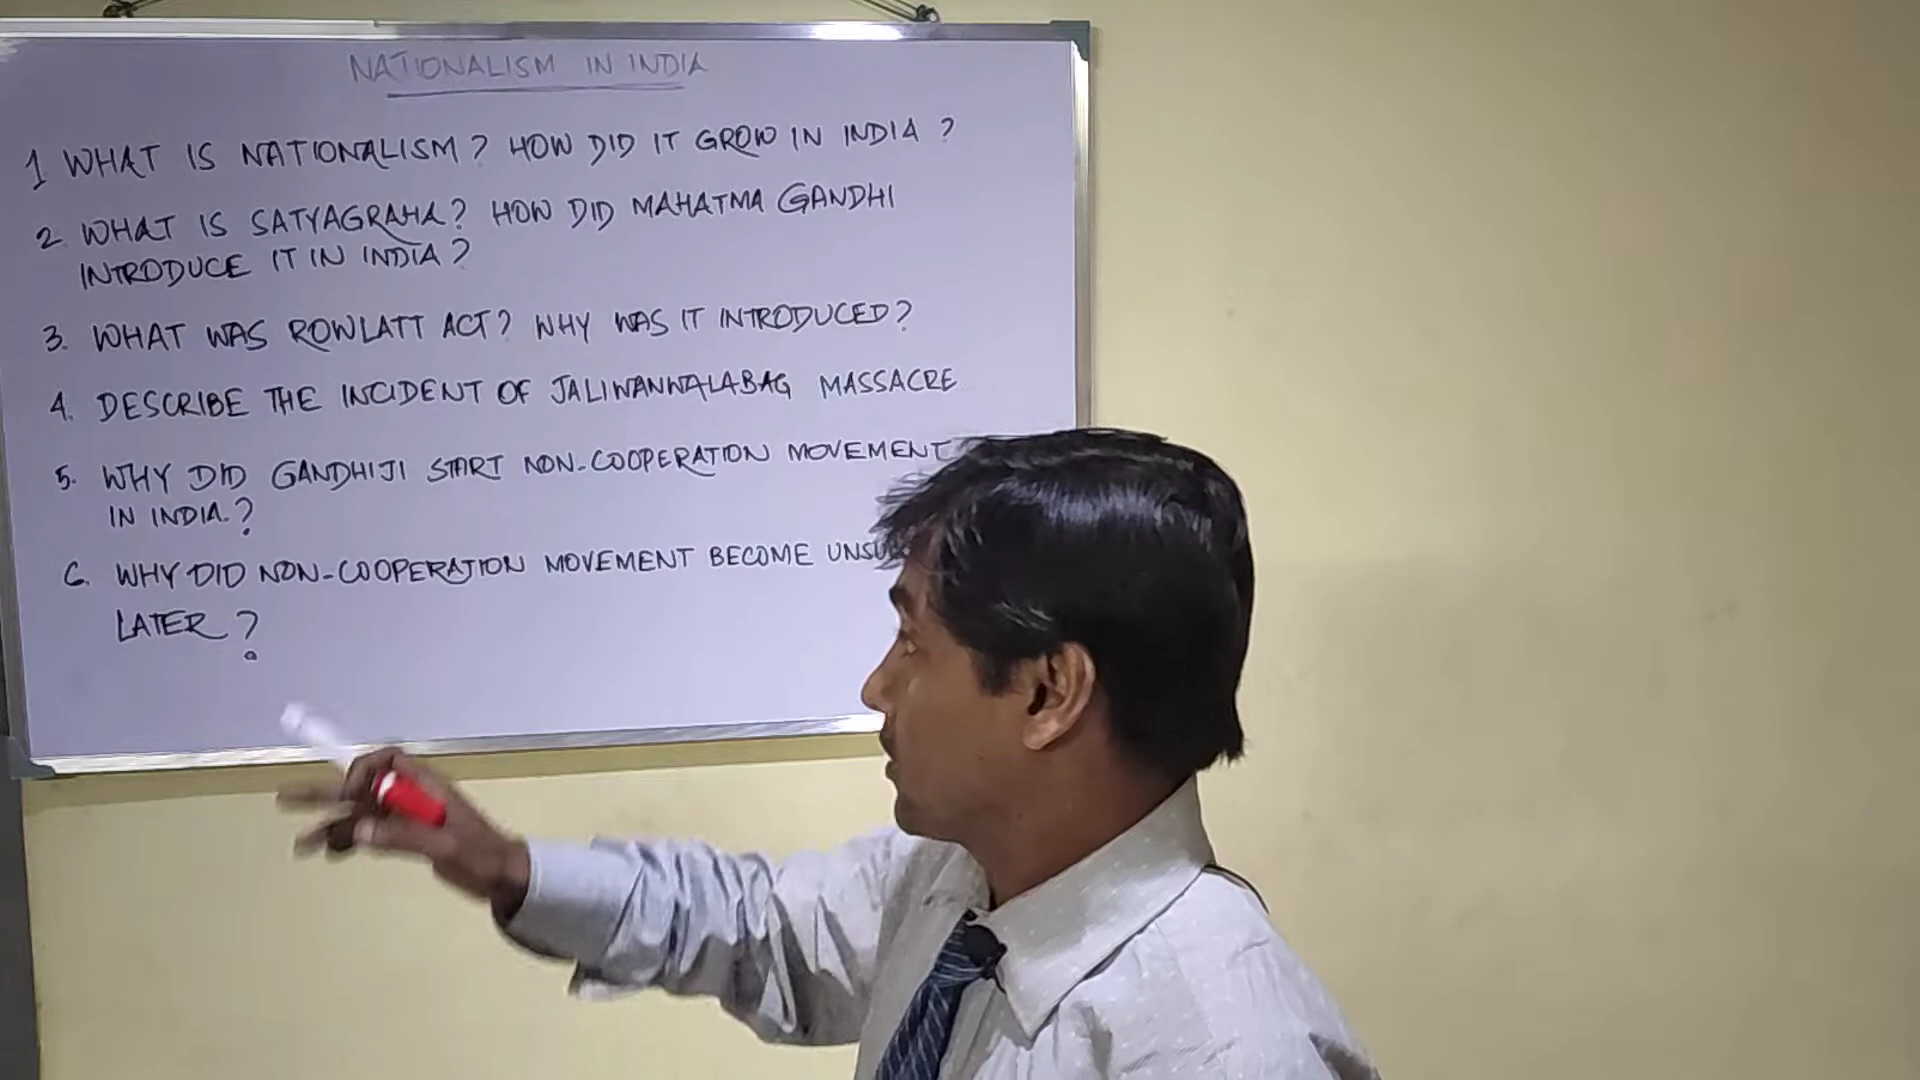 NATIONALISM IN INDIA
1 WHAT IS NATIONALISM? HOW DID IT GROW IN INDIA ?
2. WHAT IS SATYAGRAHA? HOW DID MAHATMA GANDHI
INTRODUCE IT IN INDIA?
3. WHAT WAS ROWLATT ACT? WHY WAS IT INTRODUCED?
4. DESCRIBE THE INCIDENT OF JALIWANWALABAG MASSACRE
5. WHY DID GANDHIJI START NON-COOPERATION MOVEMENT
IN INDIA.?
6. WHY DID NON-COOPERATION MOVEMENT BECOME
LATER?